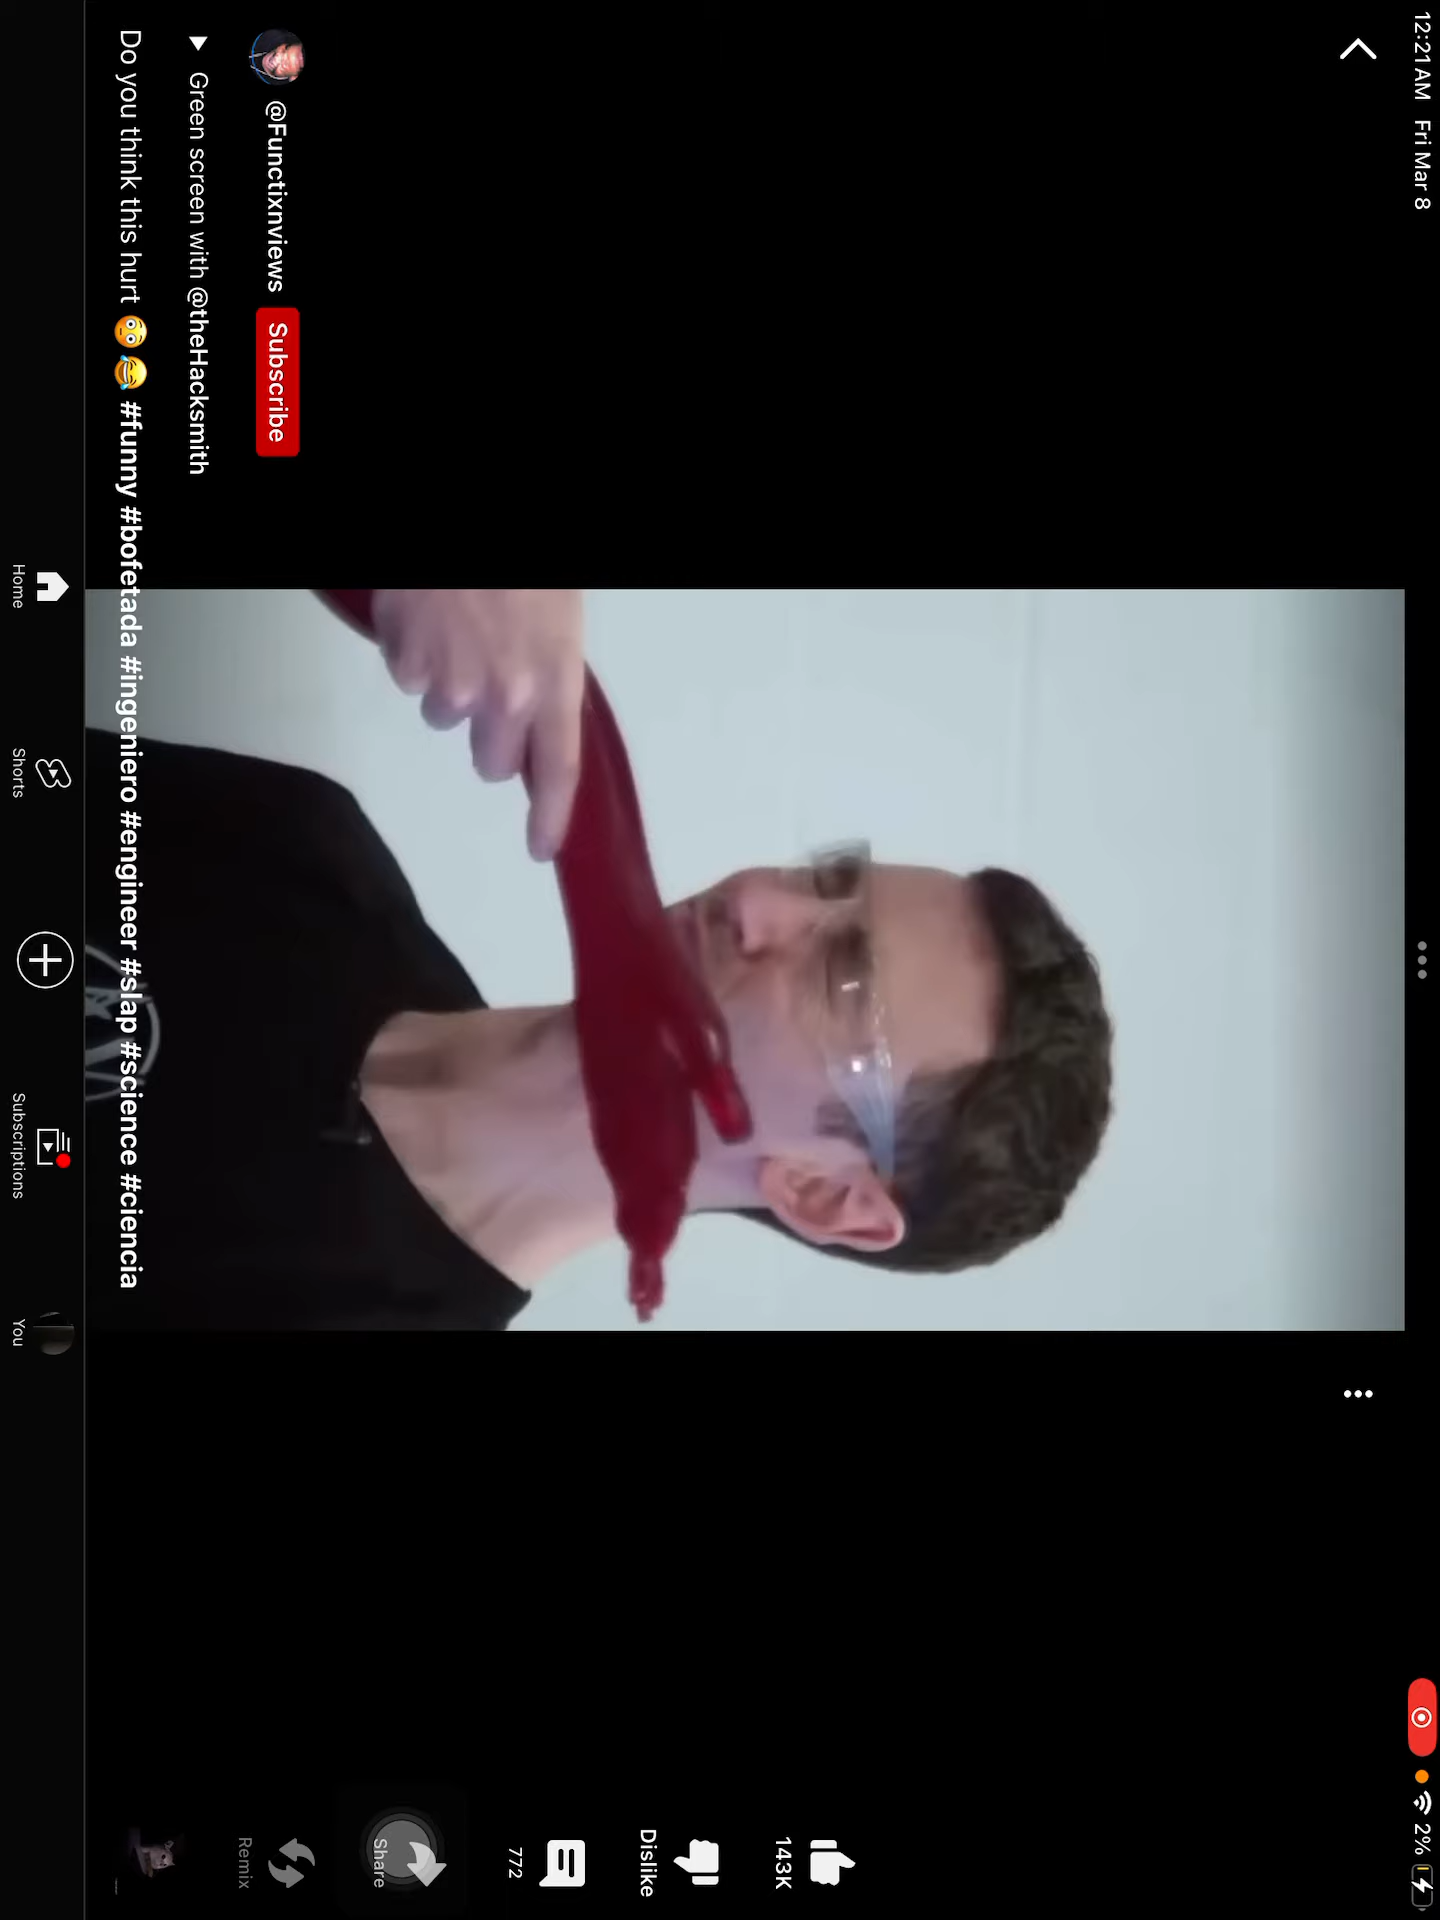 12:21 AM Fri Mar 8
2%
@Functixnviews Subscribe
▶ Green screen with @theHacksmith
Do you think this hurt 😳😂 #funny #bofetada #ingeniero #engineer #slap #science #ciencia
143K
Dislike
772
Share
Remix
Home
Shorts
Subscriptions
You